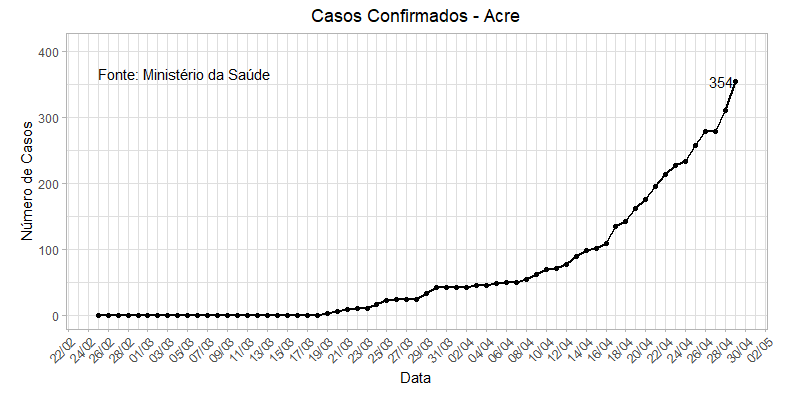 Casos Confirmados - Acre
400
300
200
100
0
Número de Casos
Fonte: Ministério da Saúde
354
22/02 24/02 26/02 28/02 01/03 03/03 05/03 07/03 09/03 11/03 13/03 15/03 17/03 19/03 21/03 23/03 25/03 27/03 29/03 31/03 02/04 04/04 06/04 08/04 10/04 12/04 14/04 16/04 18/04 20/04 22/04 24/04 26/04 28/04 30/04 02/05
Data